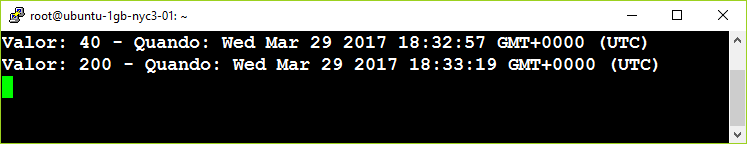 root@ubuntu-1gb-nyc3-01: ~
Valor: 40 - Quando: Wed Mar 29 2017 18:32:57 GMT+0000 (UTC)
Valor: 200 - Quando: Wed Mar 29 2017 18:33:19 GMT+0000 (UTC)